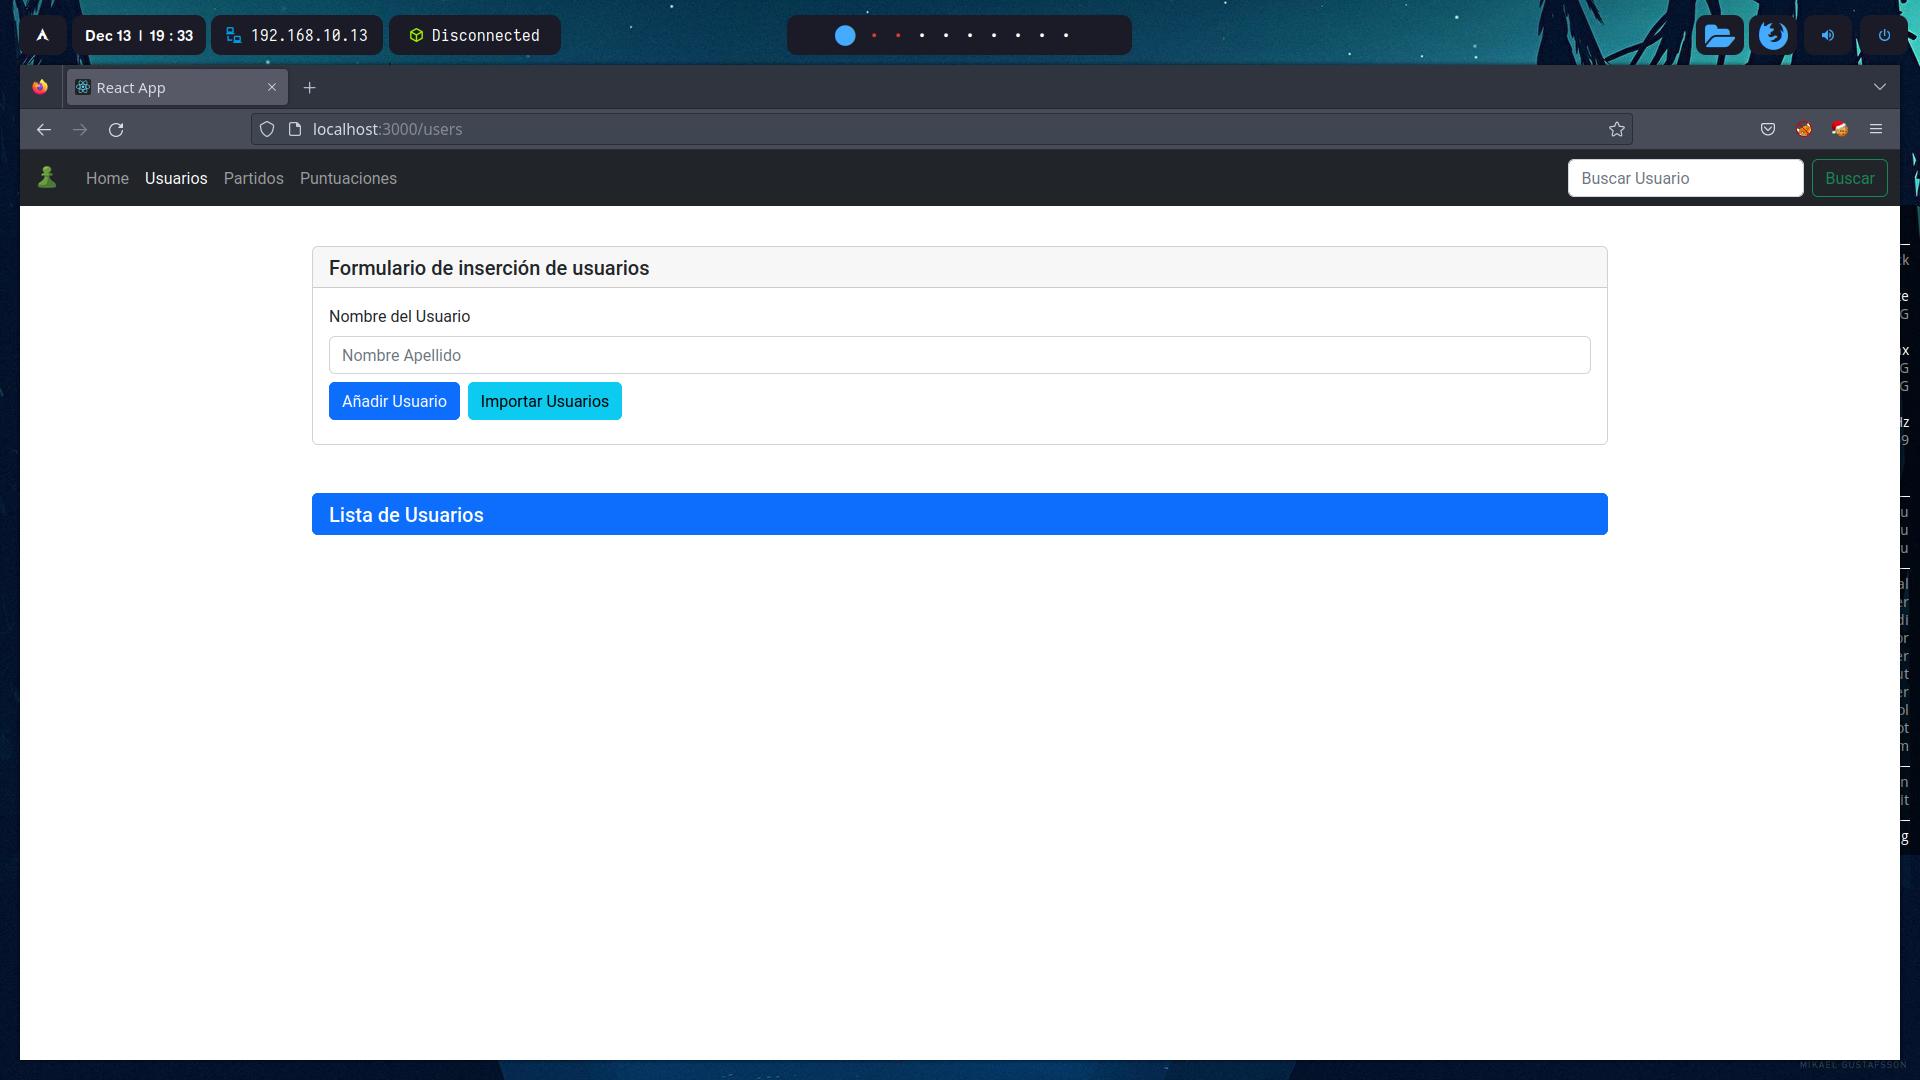 Dec 13 | 19 : 33
192.168.10.13
Disconnected
React App
localhost:3000/users
Home
Usuarios
Partidos
Puntuaciones
Buscar Usuario
Buscar
Formulario de inserción de usuarios
Nombre del Usuario
Nombre Apellido
Añadir Usuario
Importar Usuarios
Lista de Usuarios
MIKAEL GUSTAFSSON